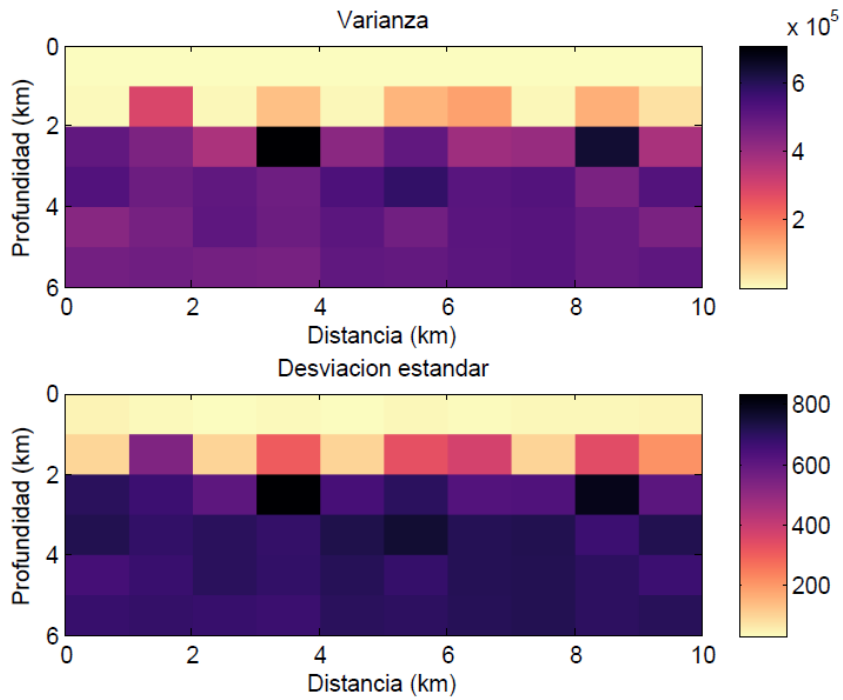 Varianza
x 10^5
0
2
4
6
Profundidad (km)
0 2 4 6 8 10
Distancia (km)
6
4
2
Desviacion estandar
0
2
4
6
Profundidad (km)
0 2 4 6 8 10
Distancia (km)
800
600
400
200